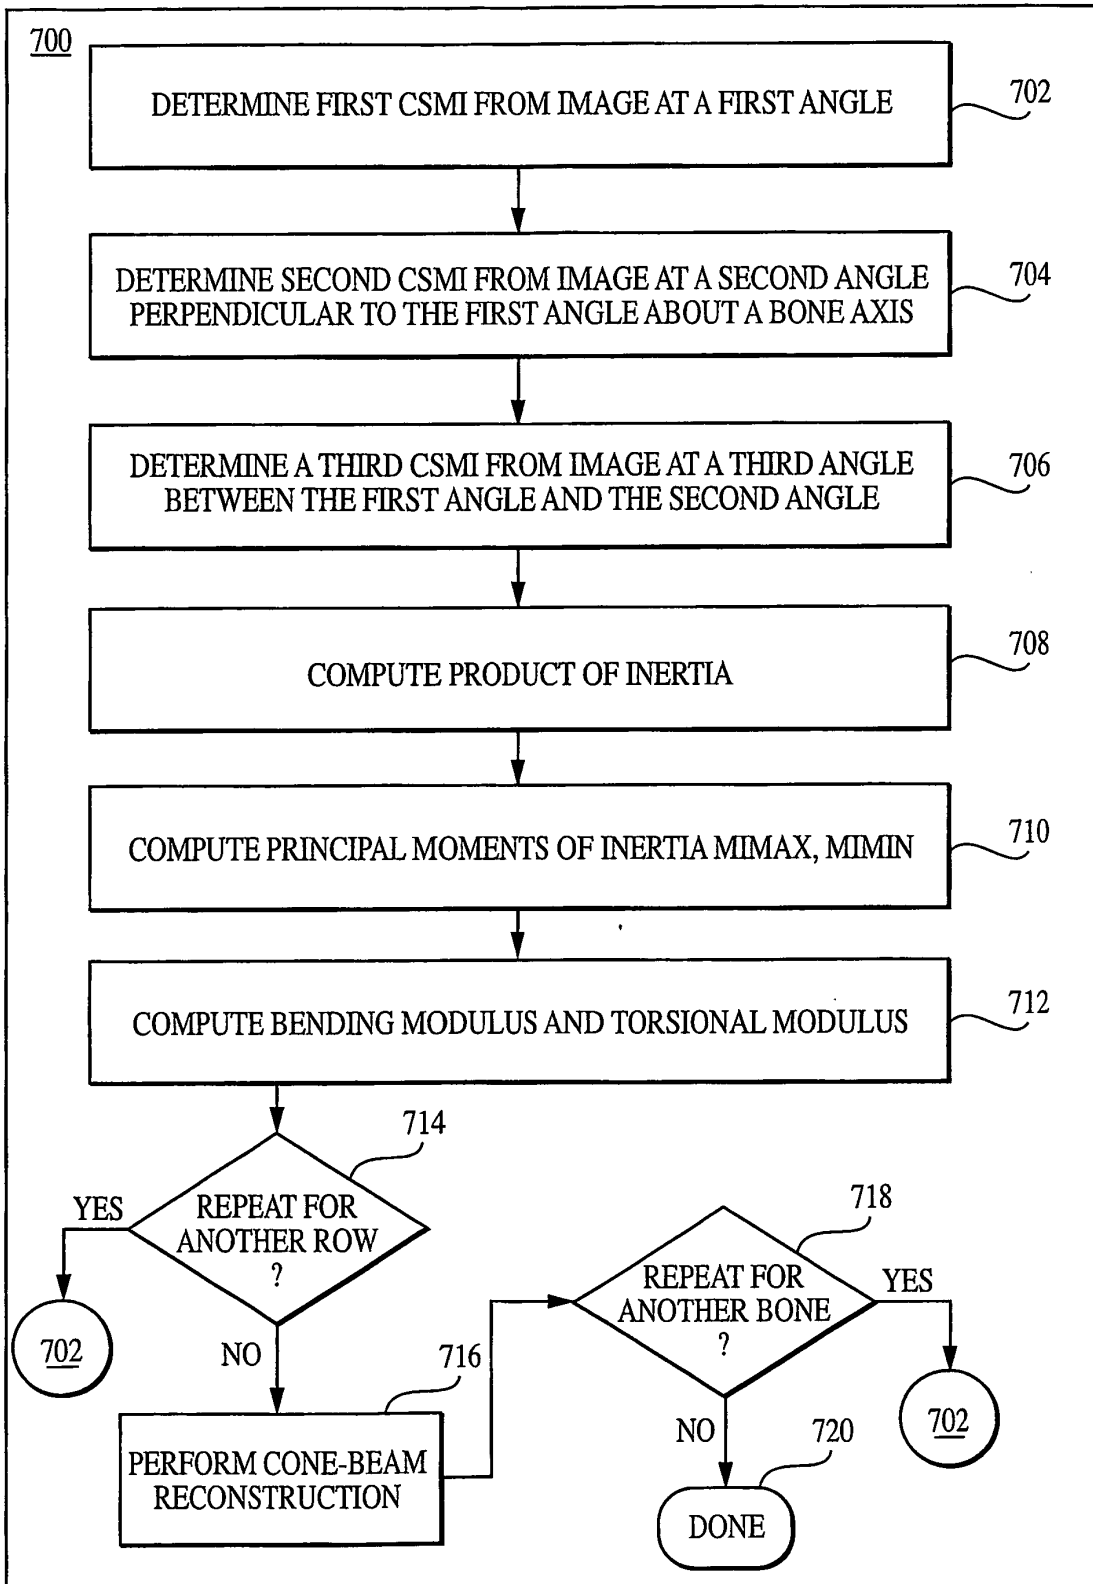 700
DETERMINE FIRST CSMI FROM IMAGE AT A FIRST ANGLE
702
DETERMINE SECOND CSMI FROM IMAGE AT A SECOND ANGLE
PERPENDICULAR TO THE FIRST ANGLE ABOUT A BONE AXIS
704
DETERMINE A THIRD CSMI FROM IMAGE AT A THIRD ANGLE
BETWEEN THE FIRST ANGLE AND THE SECOND ANGLE
706
COMPUTE PRODUCT OF INERTIA
708
COMPUTE PRINCIPAL MOMENTS OF INERTIA MIMAX, MIMIN
710
COMPUTE BENDING MODULUS AND TORSIONAL MODULUS
712
714
REPEAT FOR
ANOTHER ROW
?
YES
702
NO
716
PERFORM CONE-BEAM
RECONSTRUCTION
718
REPEAT FOR
ANOTHER BONE
?
YES
702
NO
720
DONE